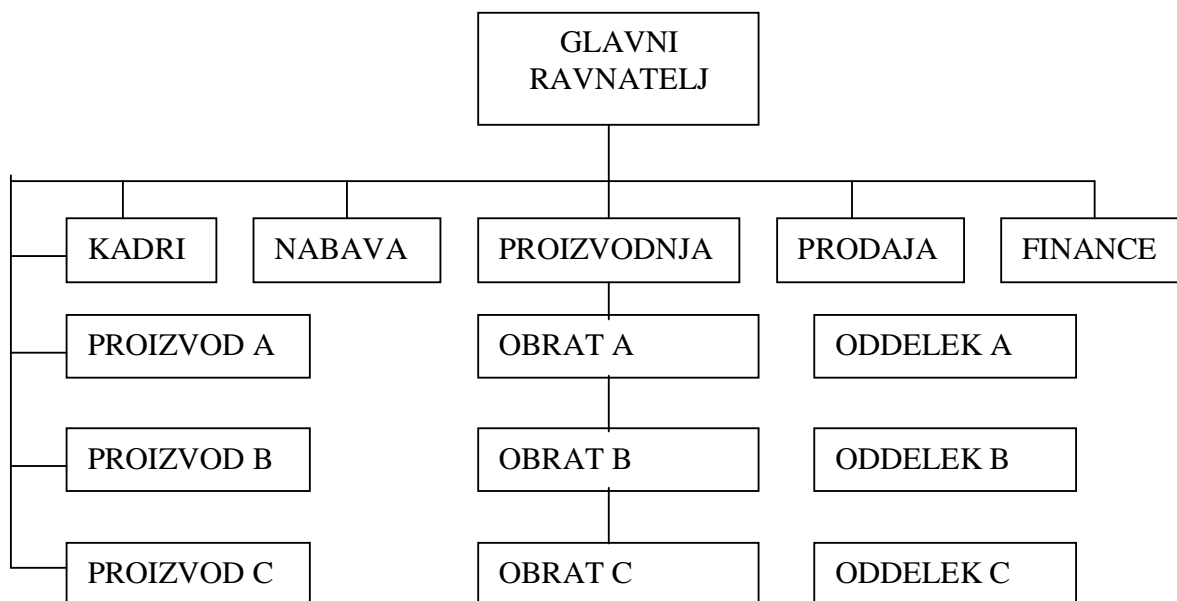 GLAVNI
RAVNATELJ
KADRI
NABAVA
PROIZVODNJA
PRODAJA
FINANCE
PROIZVOD A
OBRAT A
ODDELEK A
PROIZVOD B
OBRAT B
ODDELEK B
PROIZVOD C
OBRAT C
ODDELEK C